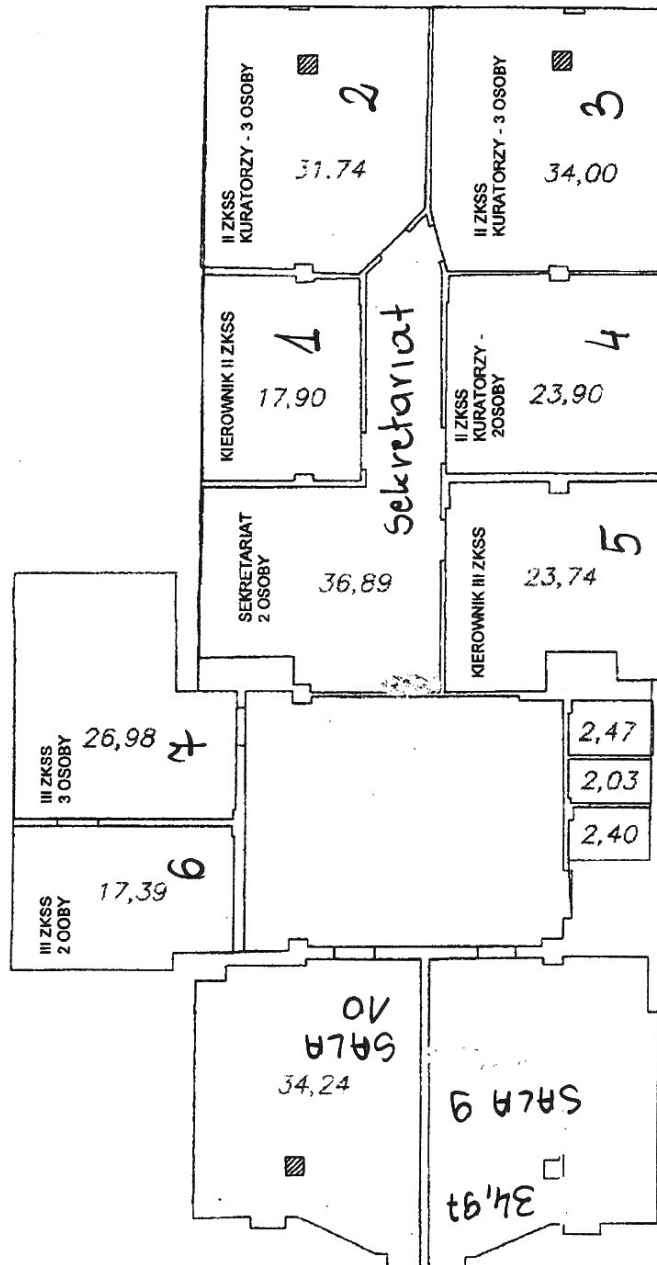 II ZKSS
KURATORZY - 3 OSOBY
2
31.74
II ZKSS
KURATORZY - 3 OSOBY
3
34,00
KIEROWNIK II ZKSS
1
17,90
Sekretariat
II ZKSS
KURATORZY -
2OSOBY
4
23,90
SEKRETARIAT
2 OSOBY
36,89
KIEROWNIK III ZKSS
5
23,74
III ZKSS
3 OSOBY
26,98
7
2,47
2,03
2,40
III ZKSS
2 OOBY
17,39
6
SALA
10
34,24
SALA 9
34,97